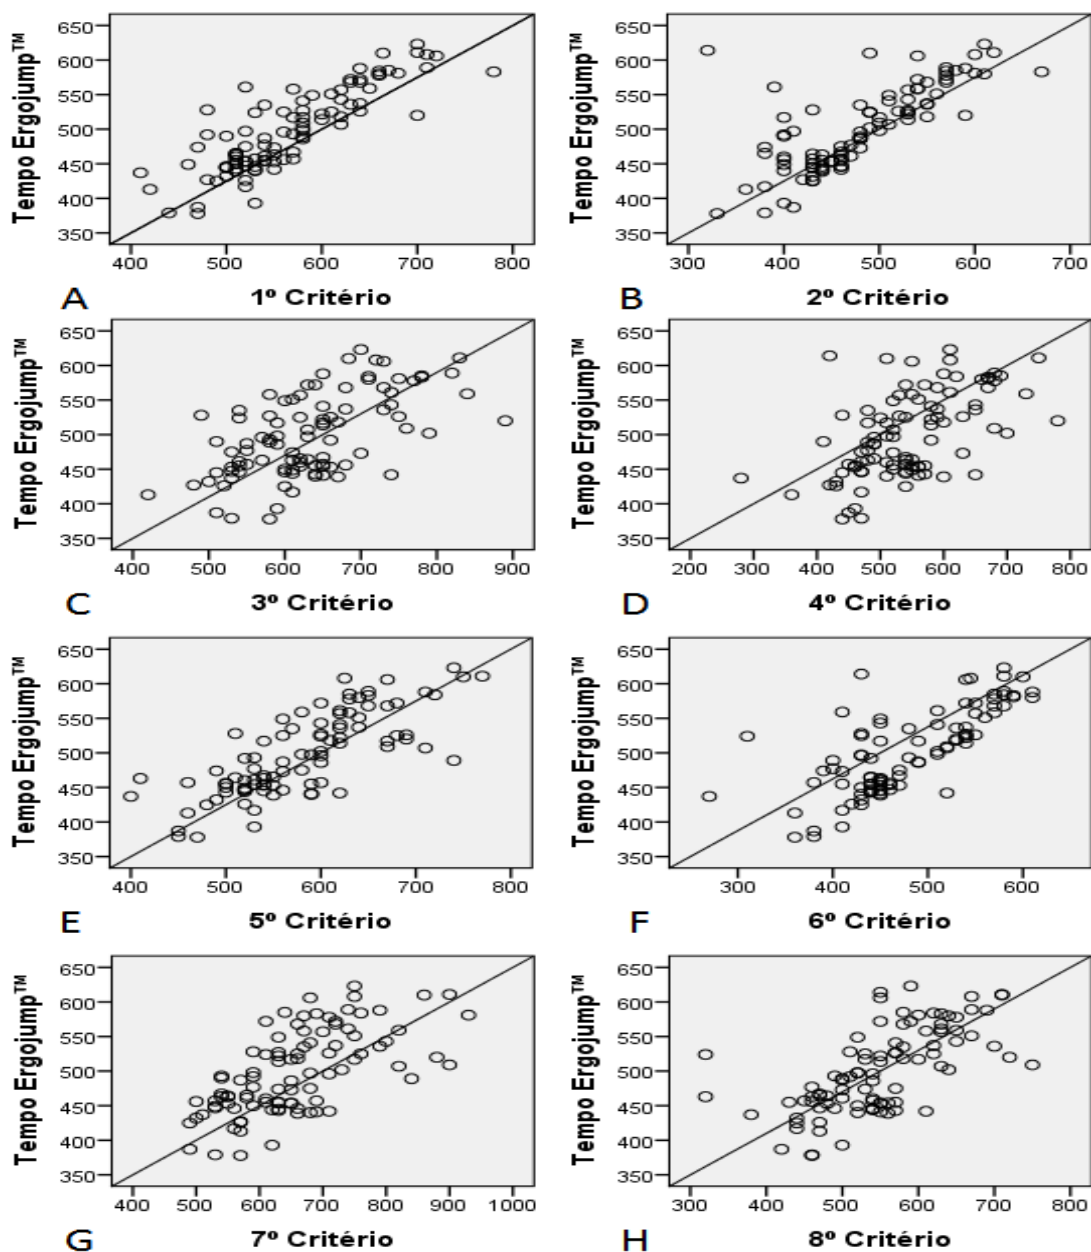 Tempo Ergojump™
650
600
550
500
450
400
350
400 500 600 700 800
A 1º Critério
Tempo Ergojump™
650
600
550
500
450
400
350
300 400 500 600 700
B 2º Critério
Tempo Ergojump™
650
600
550
500
450
400
350
400 500 600 700 800 900
C 3º Critério
Tempo Ergojump™
650
600
550
500
450
400
350
200 300 400 500 600 700 800
D 4º Critério
Tempo Ergojump™
650
600
550
500
450
400
350
400 500 600 700 800
E 5º Critério
Tempo Ergojump™
650
600
550
500
450
400
350
300 400 500 600
F 6º Critério
Tempo Ergojump™
650
600
550
500
450
400
350
400 500 600 700 800 900 1000
G 7º Critério
Tempo Ergojump™
650
600
550
500
450
400
350
300 400 500 600 700 800
H 8º Critério